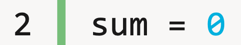 2 sum = 0